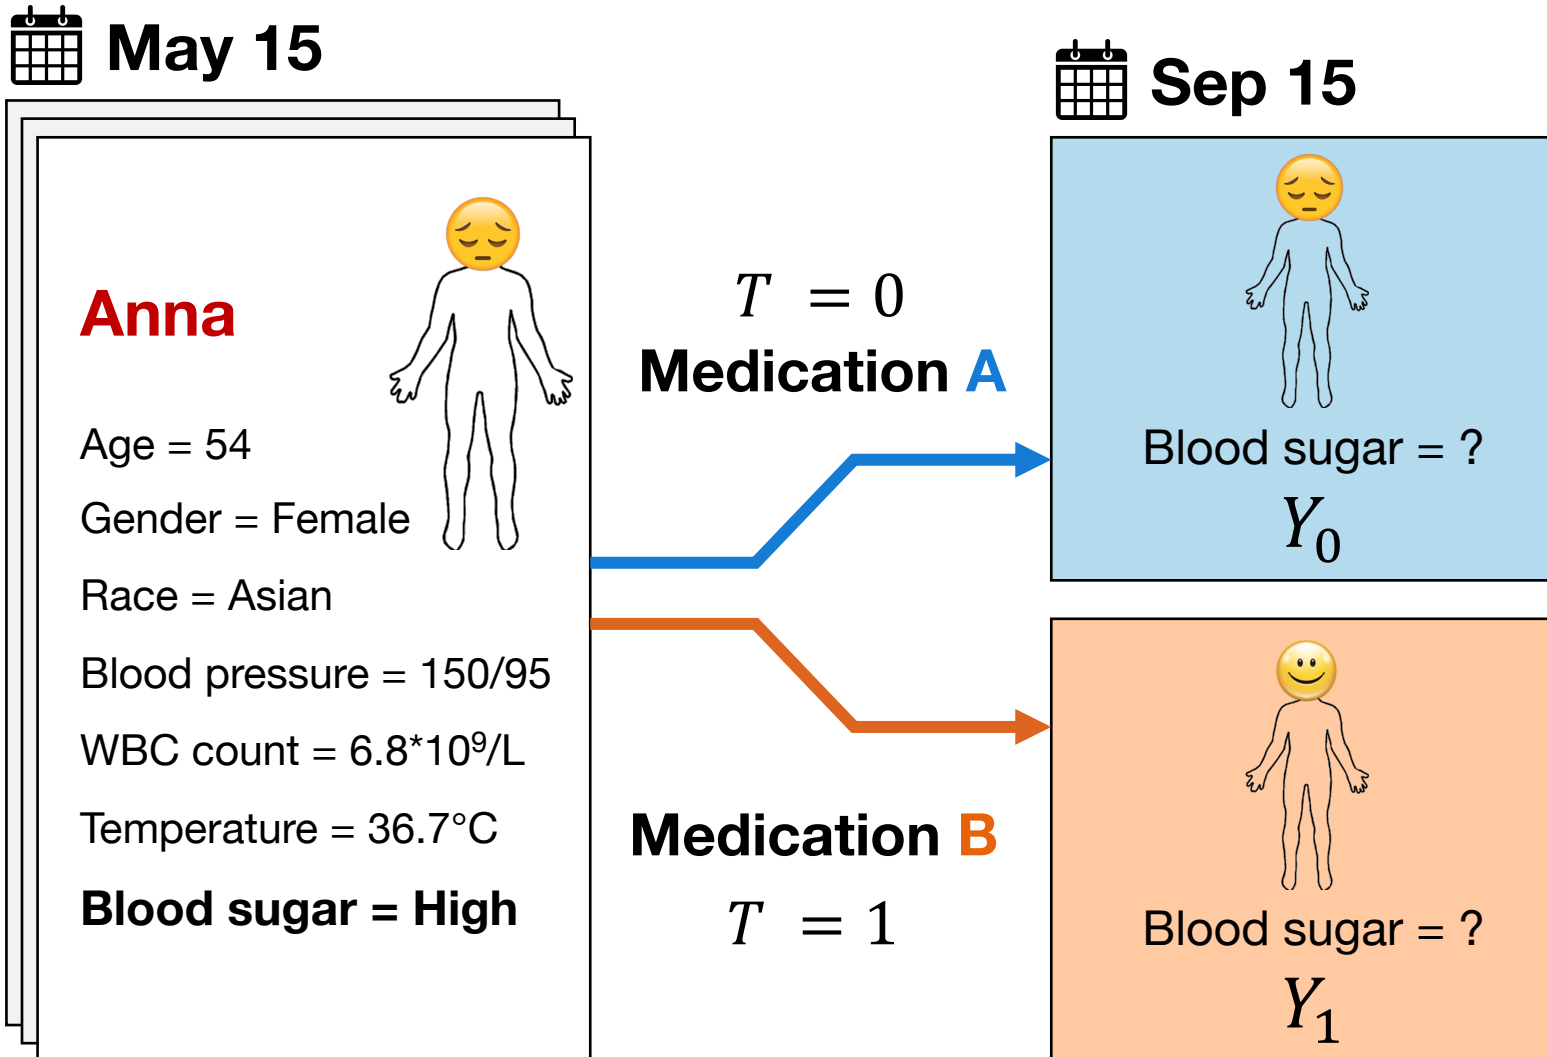 May 15
Anna
Age = 54
Gender = Female
Race = Asian
Blood pressure = 150/95
WBC count = 6.8*10⁹/L
Temperature = 36.7°C
Blood sugar = High
T = 0
Medication A
Medication B
T = 1
Sep 15
Blood sugar = ?
Y₀
Blood sugar = ?
Y₁